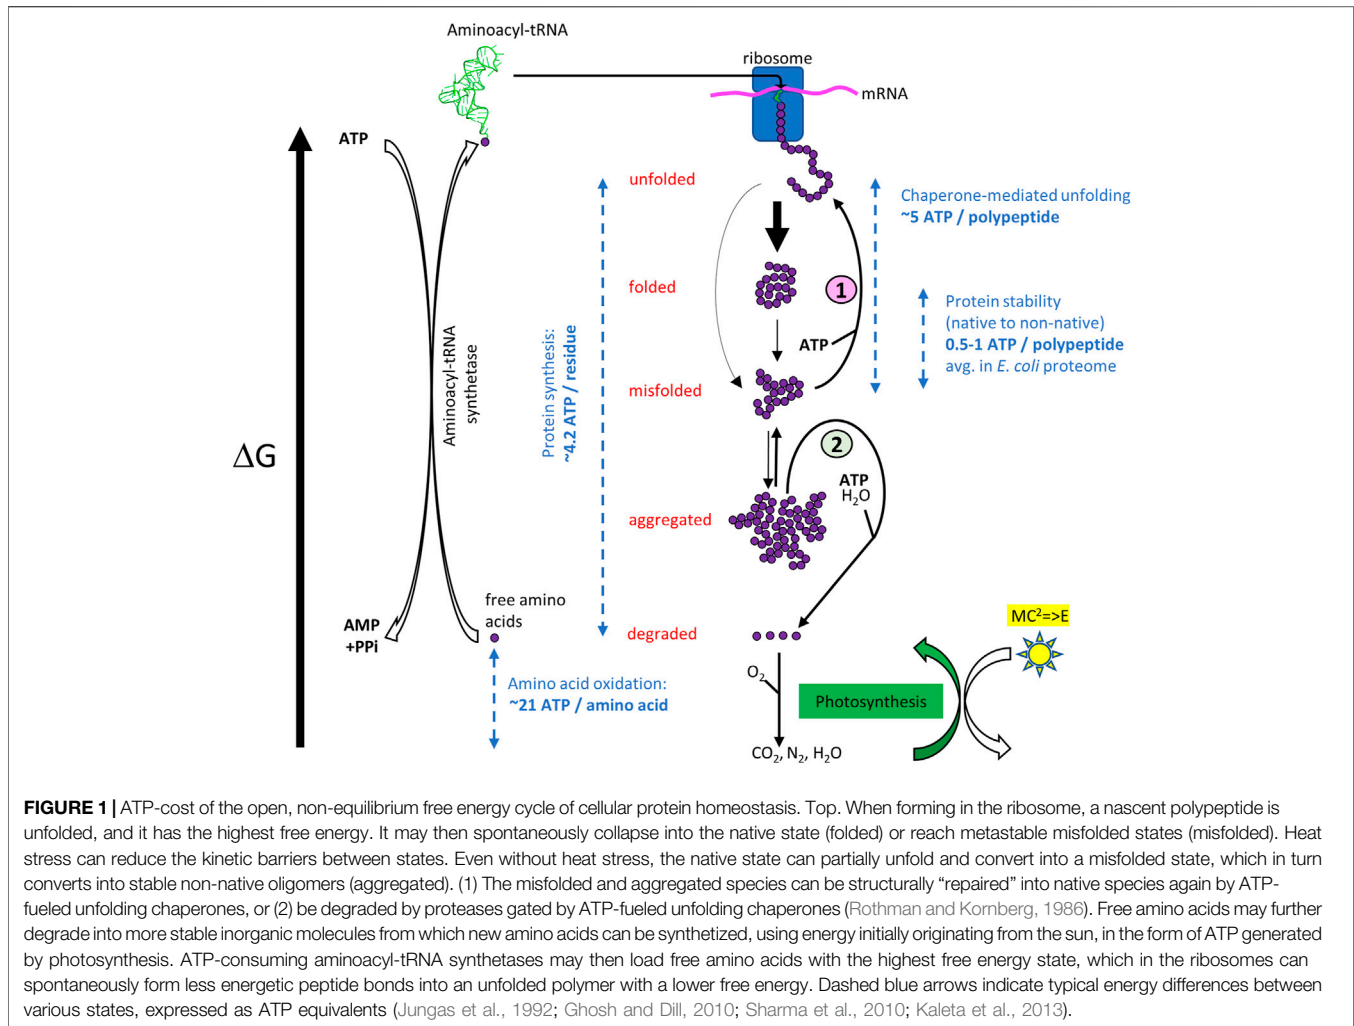 Aminoacyl-tRNA
ribosome
mRNA
ATP
unfolded
Chaperone-mediated unfolding
~5 ATP / polypeptide
folded
1
Protein stability
(native to non-native)
0.5-1 ATP / polypeptide
avg. in E. coli proteome
ATP
Aminoacyl-tRNA
synthetase
Protein synthesis:
~4.2 ATP / residue
misfolded
ΔG
2
ATP
H2O
aggregated
free amino
acids
AMP
+PPi
degraded
MC2=>E
O2
Amino acid oxidation:
~21 ATP / amino acid
Photosynthesis
CO2, N2, H2O
FIGURE 1 | ATP-cost of the open, non-equilibrium free energy cycle of cellular protein homeostasis. Top. When forming in the ribosome, a nascent polypeptide is
unfolded, and it has the highest free energy. It may then spontaneously collapse into the native state (folded) or reach metastable misfolded states (misfolded). Heat
stress can reduce the kinetic barriers between states. Even without heat stress, the native state can partially unfold and convert into a misfolded state, which in turn
converts into stable non-native oligomers (aggregated). (1) The misfolded and aggregated species can be structurally “repaired” into native species again by ATP-
fueled unfolding chaperones, or (2) be degraded by proteases gated by ATP-fueled unfolding chaperones (Rothman and Kornberg, 1986). Free amino acids may further
degrade into more stable inorganic molecules from which new amino acids can be synthetized, using energy initially originating from the sun, in the form of ATP generated
by photosynthesis. ATP-consuming aminoacyl-tRNA synthetases may then load free amino acids with the highest free energy state, which in the ribosomes can
spontaneously form less energetic peptide bonds into an unfolded polymer with a lower free energy. Dashed blue arrows indicate typical energy differences between
various states, expressed as ATP equivalents (Jungas et al., 1992; Ghosh and Dill, 2010; Sharma et al., 2010; Kaleta et al., 2013).